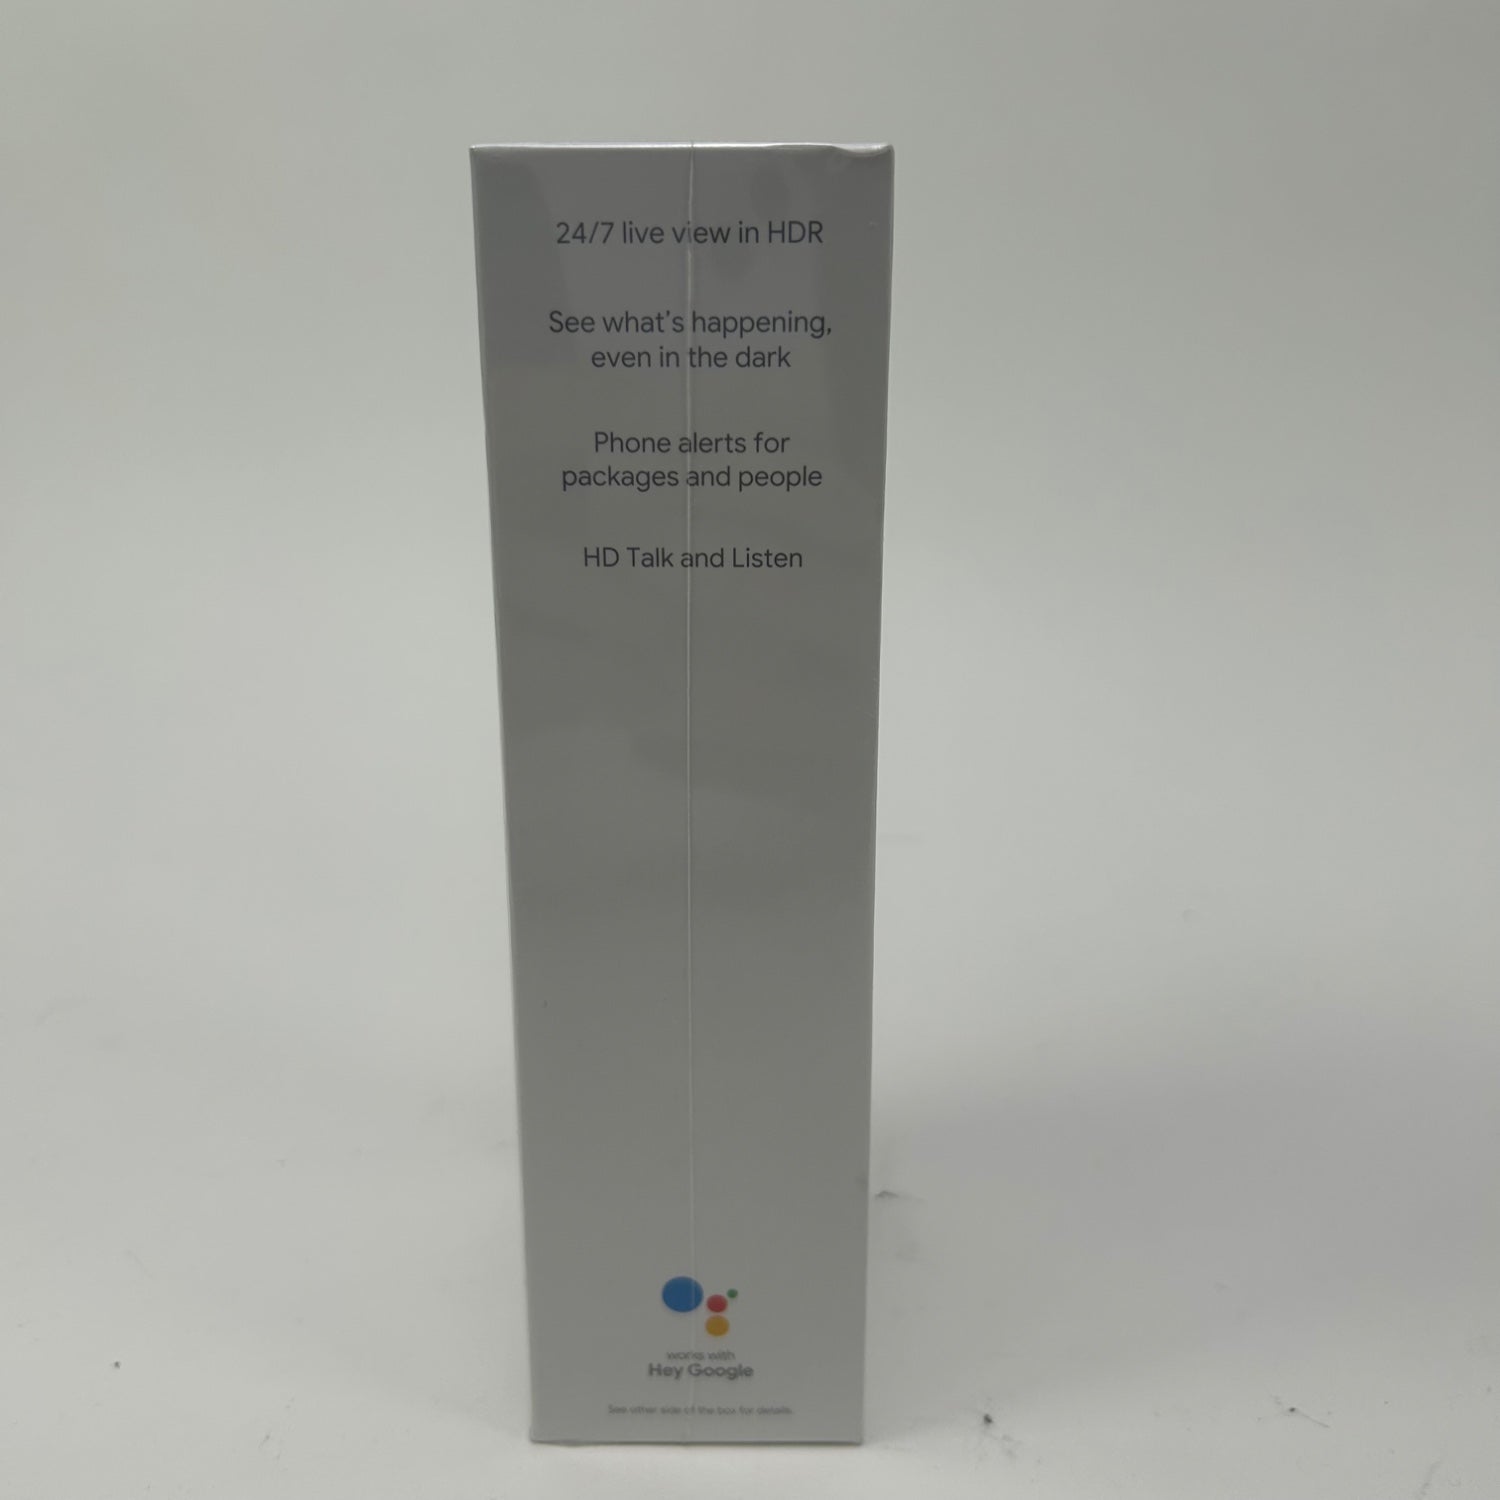 24/7 live view in HDR
See what's happening,
even in the dark
Phone alerts for
packages and people
HD Talk and Listen
works with
Hey Google
See other side of the box for details.